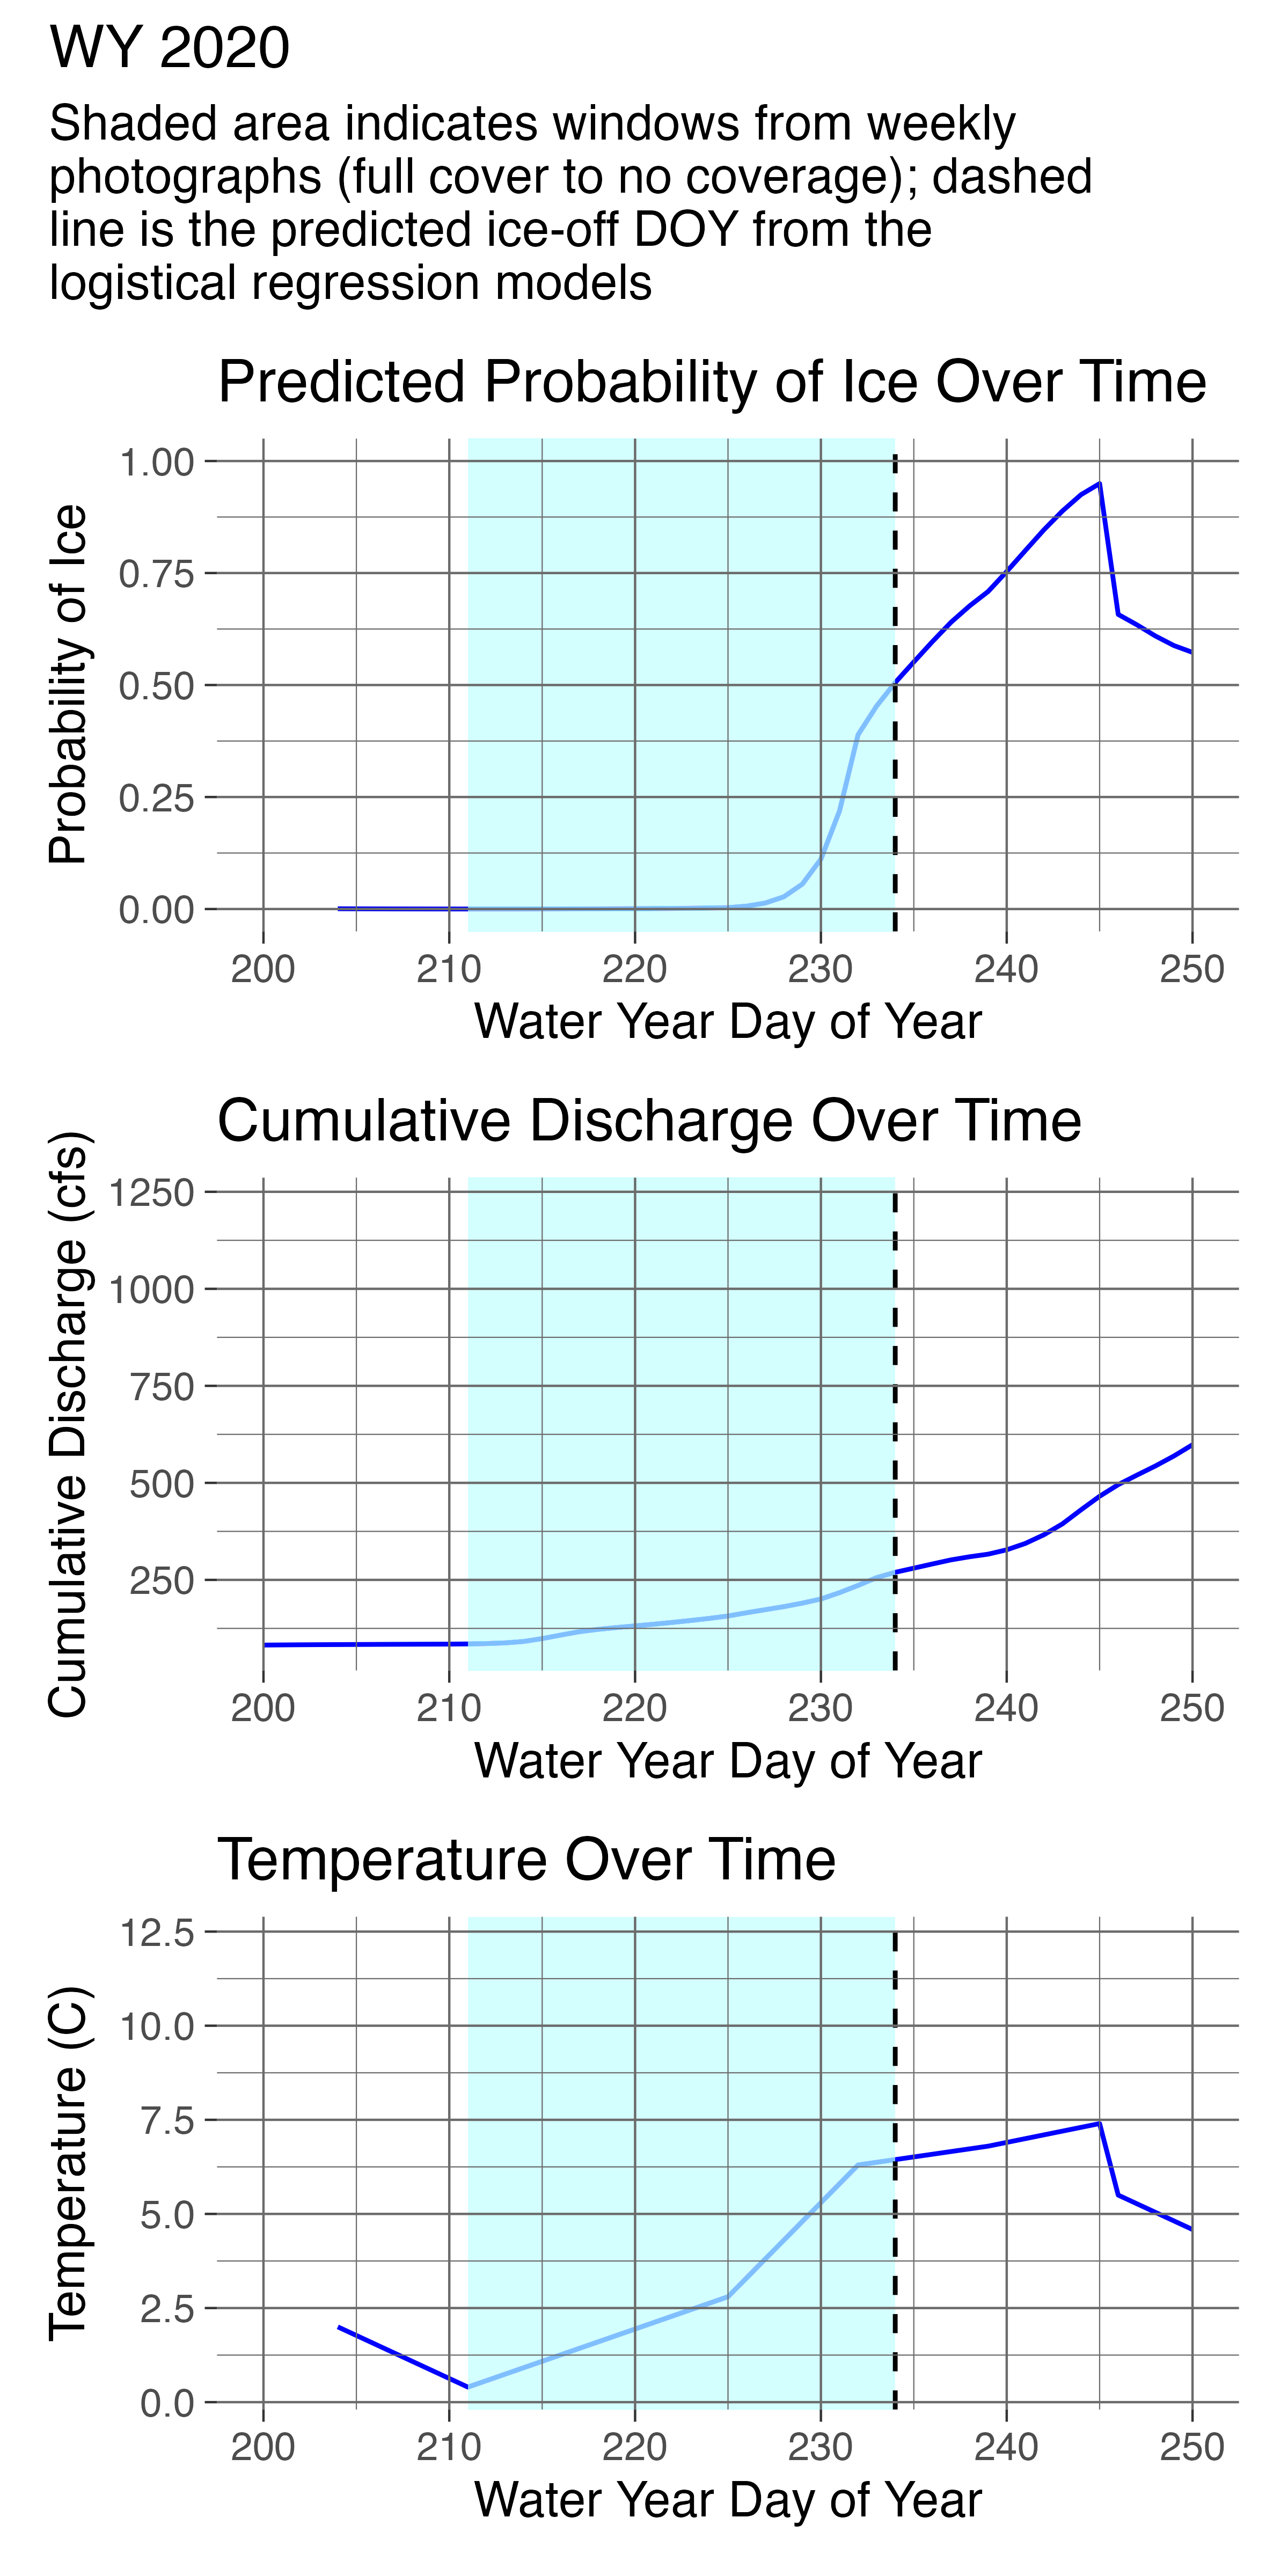 WY 2020
Shaded area indicates windows from weekly
photographs (full cover to no coverage); dashed
line is the predicted ice-off DOY from the
logistical regression models
Predicted Probability of Ice Over Time
Probability of Ice
1.00
0.75
0.50
0.25
0.00
200 210 220 230 240 250
Water Year Day of Year
Cumulative Discharge Over Time
Cumulative Discharge (cfs)
1250
1000
750
500
250
200 210 220 230 240 250
Water Year Day of Year
Temperature Over Time
Temperature (C)
12.5
10.0
7.5
5.0
2.5
0.0
200 210 220 230 240 250
Water Year Day of Year